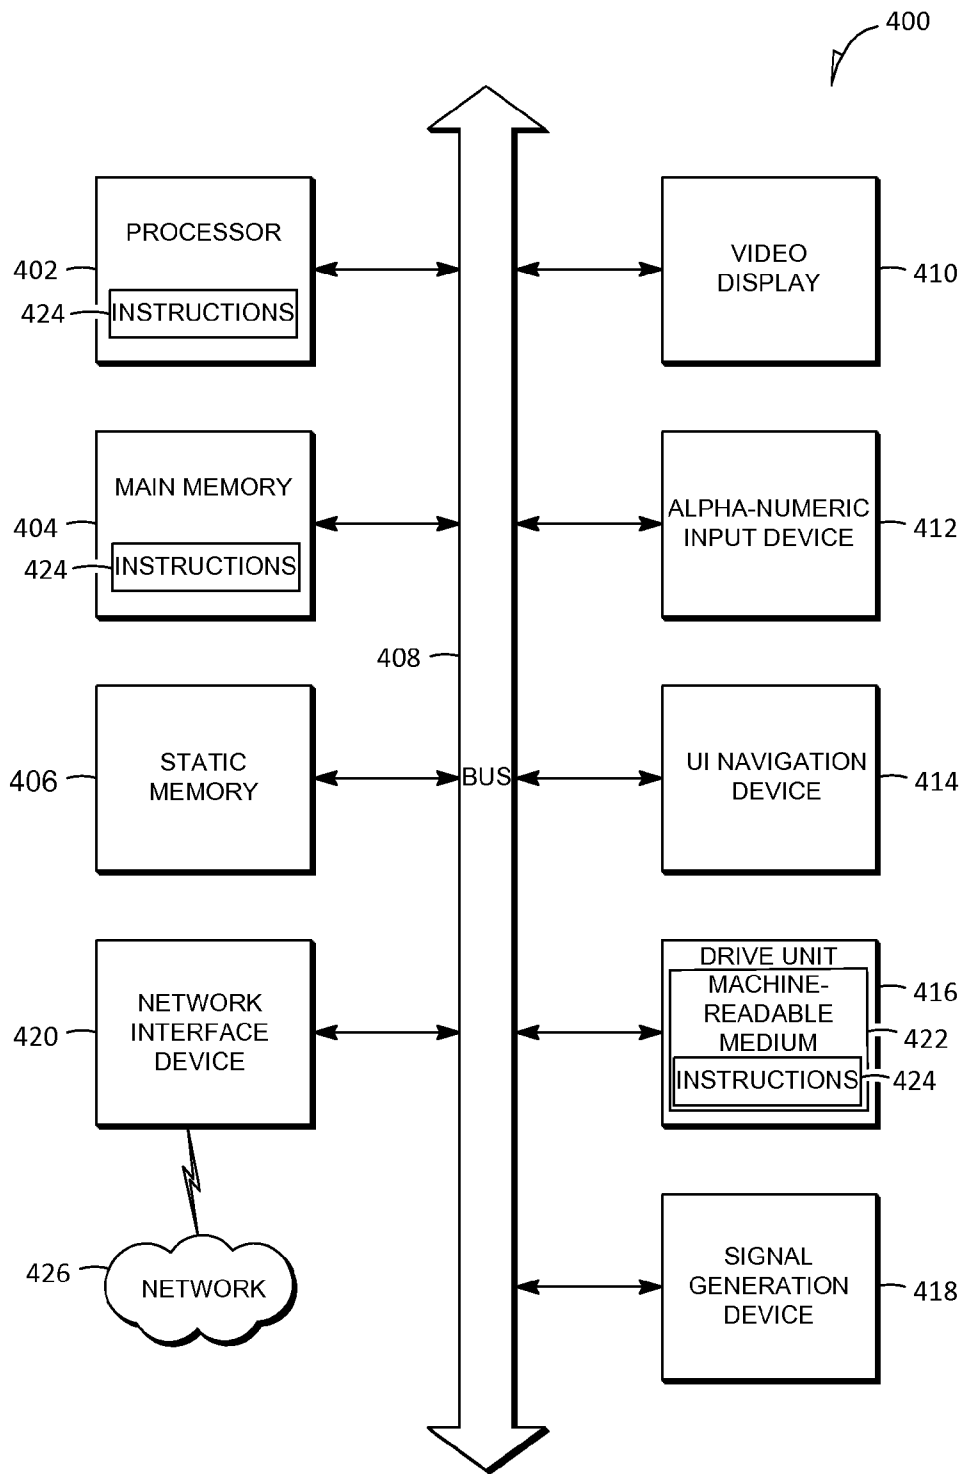 400
PROCESSOR
402
424
INSTRUCTIONS
VIDEO
DISPLAY
410
MAIN MEMORY
404
424
INSTRUCTIONS
ALPHA-NUMERIC
INPUT DEVICE
412
408
STATIC
MEMORY
406
BUS
UI NAVIGATION
DEVICE
414
NETWORK
INTERFACE
DEVICE
420
DRIVE UNIT
MACHINE-
READABLE
MEDIUM
INSTRUCTIONS
416
422
424
426
NETWORK
SIGNAL
GENERATION
DEVICE
418